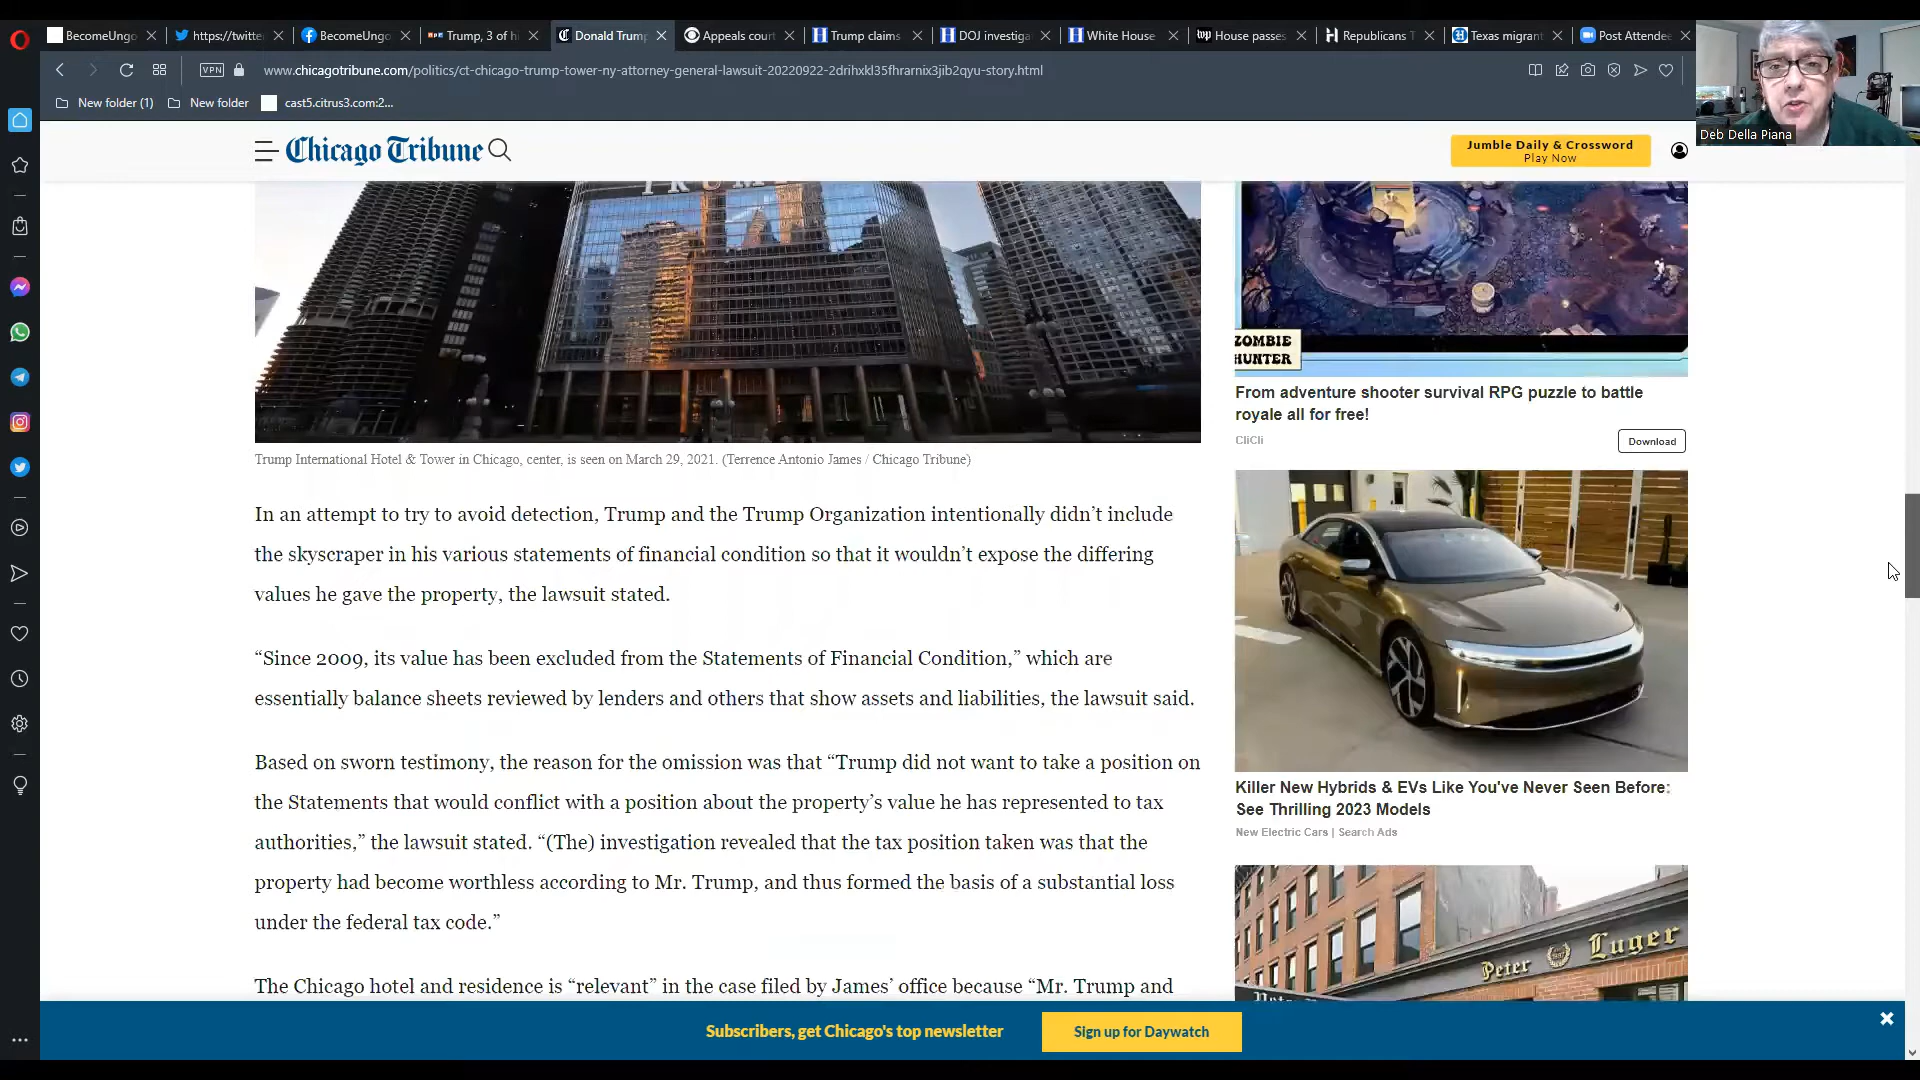 BecomeUngo
https://twitte
BecomeUngo
Trump, 3 of h
Donald Trump
Appeals court
Trump claims
DOJ investiga
White House
House passes
Republicans T
Texas migrant
Post Attendee
VPN
www.chicagotribune.com/politics/ct-chicago-trump-tower-ny-attorney-general-lawsuit-20220922-2drihxkl35fhrarnix3jib2qyu-story.html
New folder (1)
New folder
cast5.citrus3.com:2...
Deb Della Piana
Chicago Tribune
Jumble Daily & Crossword
Play Now
TRUMP
Trump International Hotel & Tower in Chicago, center, is seen on March 29, 2021. (Terrence Antonio James / Chicago Tribune)
In an attempt to try to avoid detection, Trump and the Trump Organization intentionally didn’t include
the skyscraper in his various statements of financial condition so that it wouldn’t expose the differing
values he gave the property, the lawsuit stated.
“Since 2009, its value has been excluded from the Statements of Financial Condition,” which are
essentially balance sheets reviewed by lenders and others that show assets and liabilities, the lawsuit said.
Based on sworn testimony, the reason for the omission was that “Trump did not want to take a position on
the Statements that would conflict with a position about the property’s value he has represented to tax
authorities,” the lawsuit stated. “(The) investigation revealed that the tax position taken was that the
property had become worthless according to Mr. Trump, and thus formed the basis of a substantial loss
under the federal tax code.”
The Chicago hotel and residence is “relevant” in the case filed by James’ office because “Mr. Trump and
ZOMBIE
HUNTER
From adventure shooter survival RPG puzzle to battle
royale all for free!
CliCli
Download
Killer New Hybrids & EVs Like You've Never Seen Before:
See Thrilling 2023 Models
New Electric Cars | Search Ads
Peter Luger
Subscribers, get Chicago's top newsletter
Sign up for Daywatch